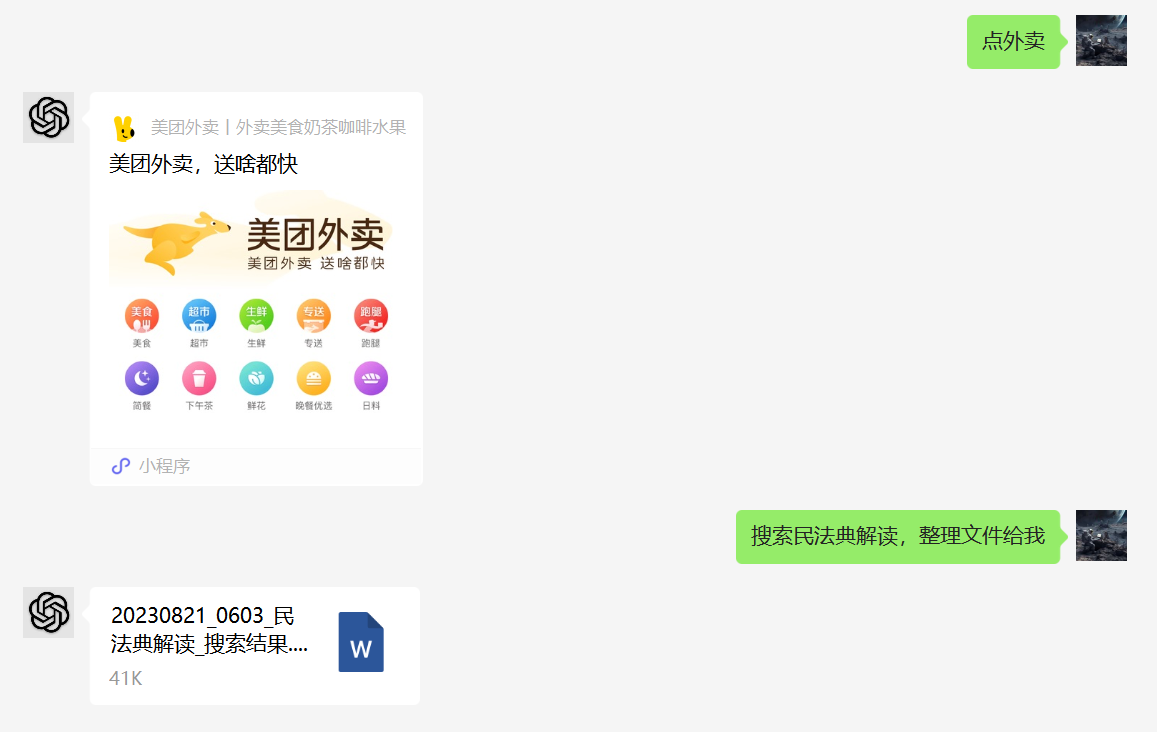 点外卖
美团外卖丨外卖美食奶茶咖啡水果
美团外卖，送啥都快
美团外卖
美团外卖 送啥都快
美食 超市 生鲜 专送 跑腿
美食 超市 生鲜 专送 跑腿
简餐 下午茶 鲜花 晚餐优选 日料
小程序
搜索民法典解读，整理文件给我
20230821_0603_民
法典解读_搜索结果....
W
41K